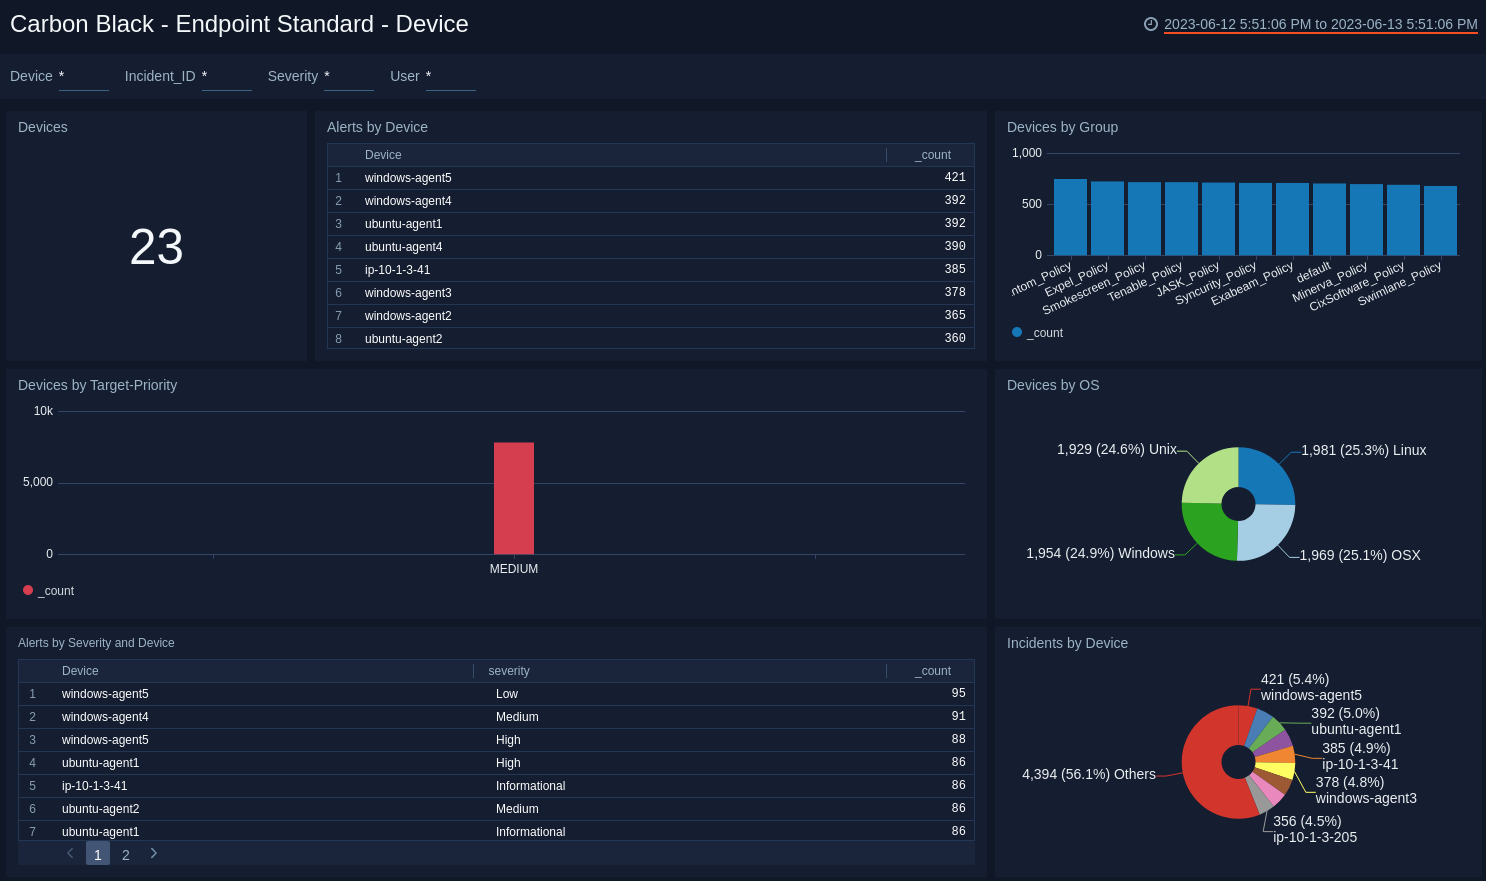 Carbon Black - Endpoint Standard - Device
2023-06-12 5:51:06 PM to 2023-06-13 5:51:06 PM
Device *
Incident_ID *
Severity *
User *
Devices
23
Alerts by Device
Device _count
1 windows-agent5 421
2 windows-agent4 392
3 ubuntu-agent1 392
4 ubuntu-agent4 390
5 ip-10-1-3-41 385
6 windows-agent3 378
7 windows-agent2 365
8 ubuntu-agent2 360
Devices by Group
1,000
500
0
ntom_Policy
Expel_Policy
Smokescreen_Policy
Tenable_Policy
JASK_Policy
Syncurity_Policy
Exabeam_Policy
default
Minerva_Policy
CixSoftware_Policy
Swimlane_Policy
_count
Devices by Target-Priority
10k
5,000
0
MEDIUM
_count
Devices by OS
1,929 (24.6%) Unix
1,981 (25.3%) Linux
1,954 (24.9%) Windows
1,969 (25.1%) OSX
Alerts by Severity and Device
Device severity _count
1 windows-agent5 Low 95
2 windows-agent4 Medium 91
3 windows-agent5 High 88
4 ubuntu-agent1 High 86
5 ip-10-1-3-41 Informational 86
6 ubuntu-agent2 Medium 86
7 ubuntu-agent1 Informational 86
1 2
Incidents by Device
421 (5.4%)
windows-agent5
392 (5.0%)
ubuntu-agent1
385 (4.9%)
ip-10-1-3-41
378 (4.8%)
windows-agent3
356 (4.5%)
ip-10-1-3-205
4,394 (56.1%) Others